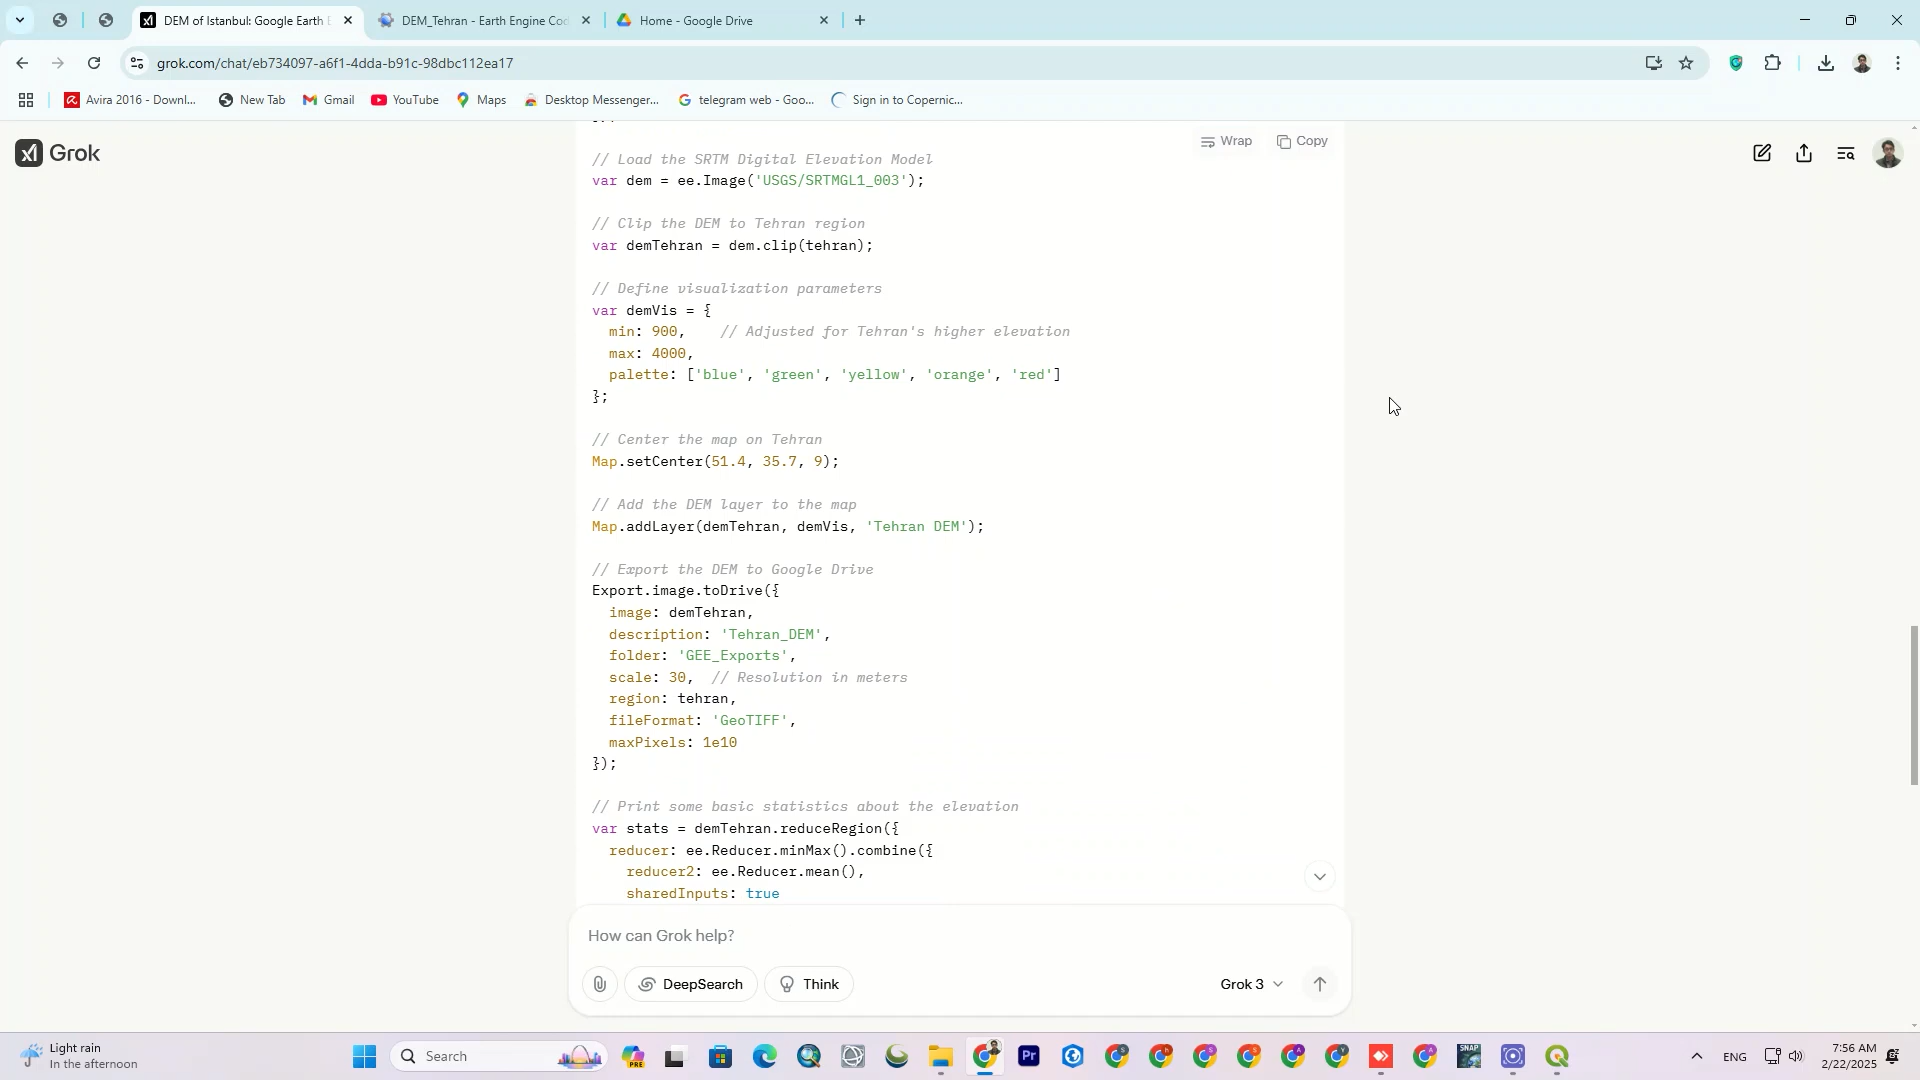 DEM of Istanbul: Google Earth E
DEM_Tehran - Earth Engine Cod
Home - Google Drive
grok.com/chat/eb734097-a6f1-4dda-b91c-98dbc112ea17
Avira 2016 - Downl...
New Tab
Gmail
YouTube
Maps
Desktop Messenger...
telegram web - Goo...
Sign in to Copernic...
Grok
Wrap
Copy
// Load the SRTM Digital Elevation Model
var dem = ee.Image('USGS/SRTMGL1_003');
// Clip the DEM to Tehran region
var demTehran = dem.clip(tehran);
// Define visualization parameters
var demVis = {
min: 900,    // Adjusted for Tehran's higher elevation
max: 4000,
palette: ['blue', 'green', 'yellow', 'orange', 'red']
};
// Center the map on Tehran
Map.setCenter(51.4, 35.7, 9);
// Add the DEM layer to the map
Map.addLayer(demTehran, demVis, 'Tehran DEM');
// Export the DEM to Google Drive
Export.image.toDrive({
image: demTehran,
description: 'Tehran_DEM',
folder: 'GEE_Exports',
scale: 30,  // Resolution in meters
region: tehran,
fileFormat: 'GeoTIFF',
maxPixels: 1e10
});
// Print some basic statistics about the elevation
var stats = demTehran.reduceRegion({
reducer: ee.Reducer.minMax().combine({
reducer2: ee.Reducer.mean(),
sharedInputs: true
How can Grok help?
DeepSearch
Think
Grok 3
Light rain
In the afternoon
Search
PRE
Pr
SNAP
ENG
7:56 AM
2/22/2025